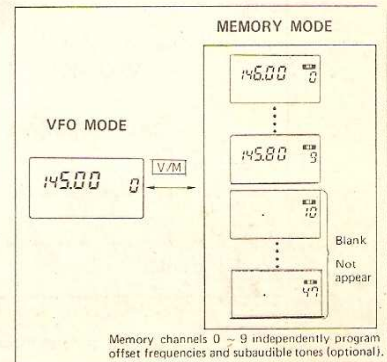 MEMORY MODE
146.00 0
VFO MODE
145.80 9
V/M
145.00 0
10
Blank
Not
appear
47
Memory channels 0 ~ 9 independently program
offset frequencies and subaudible tones (optional).